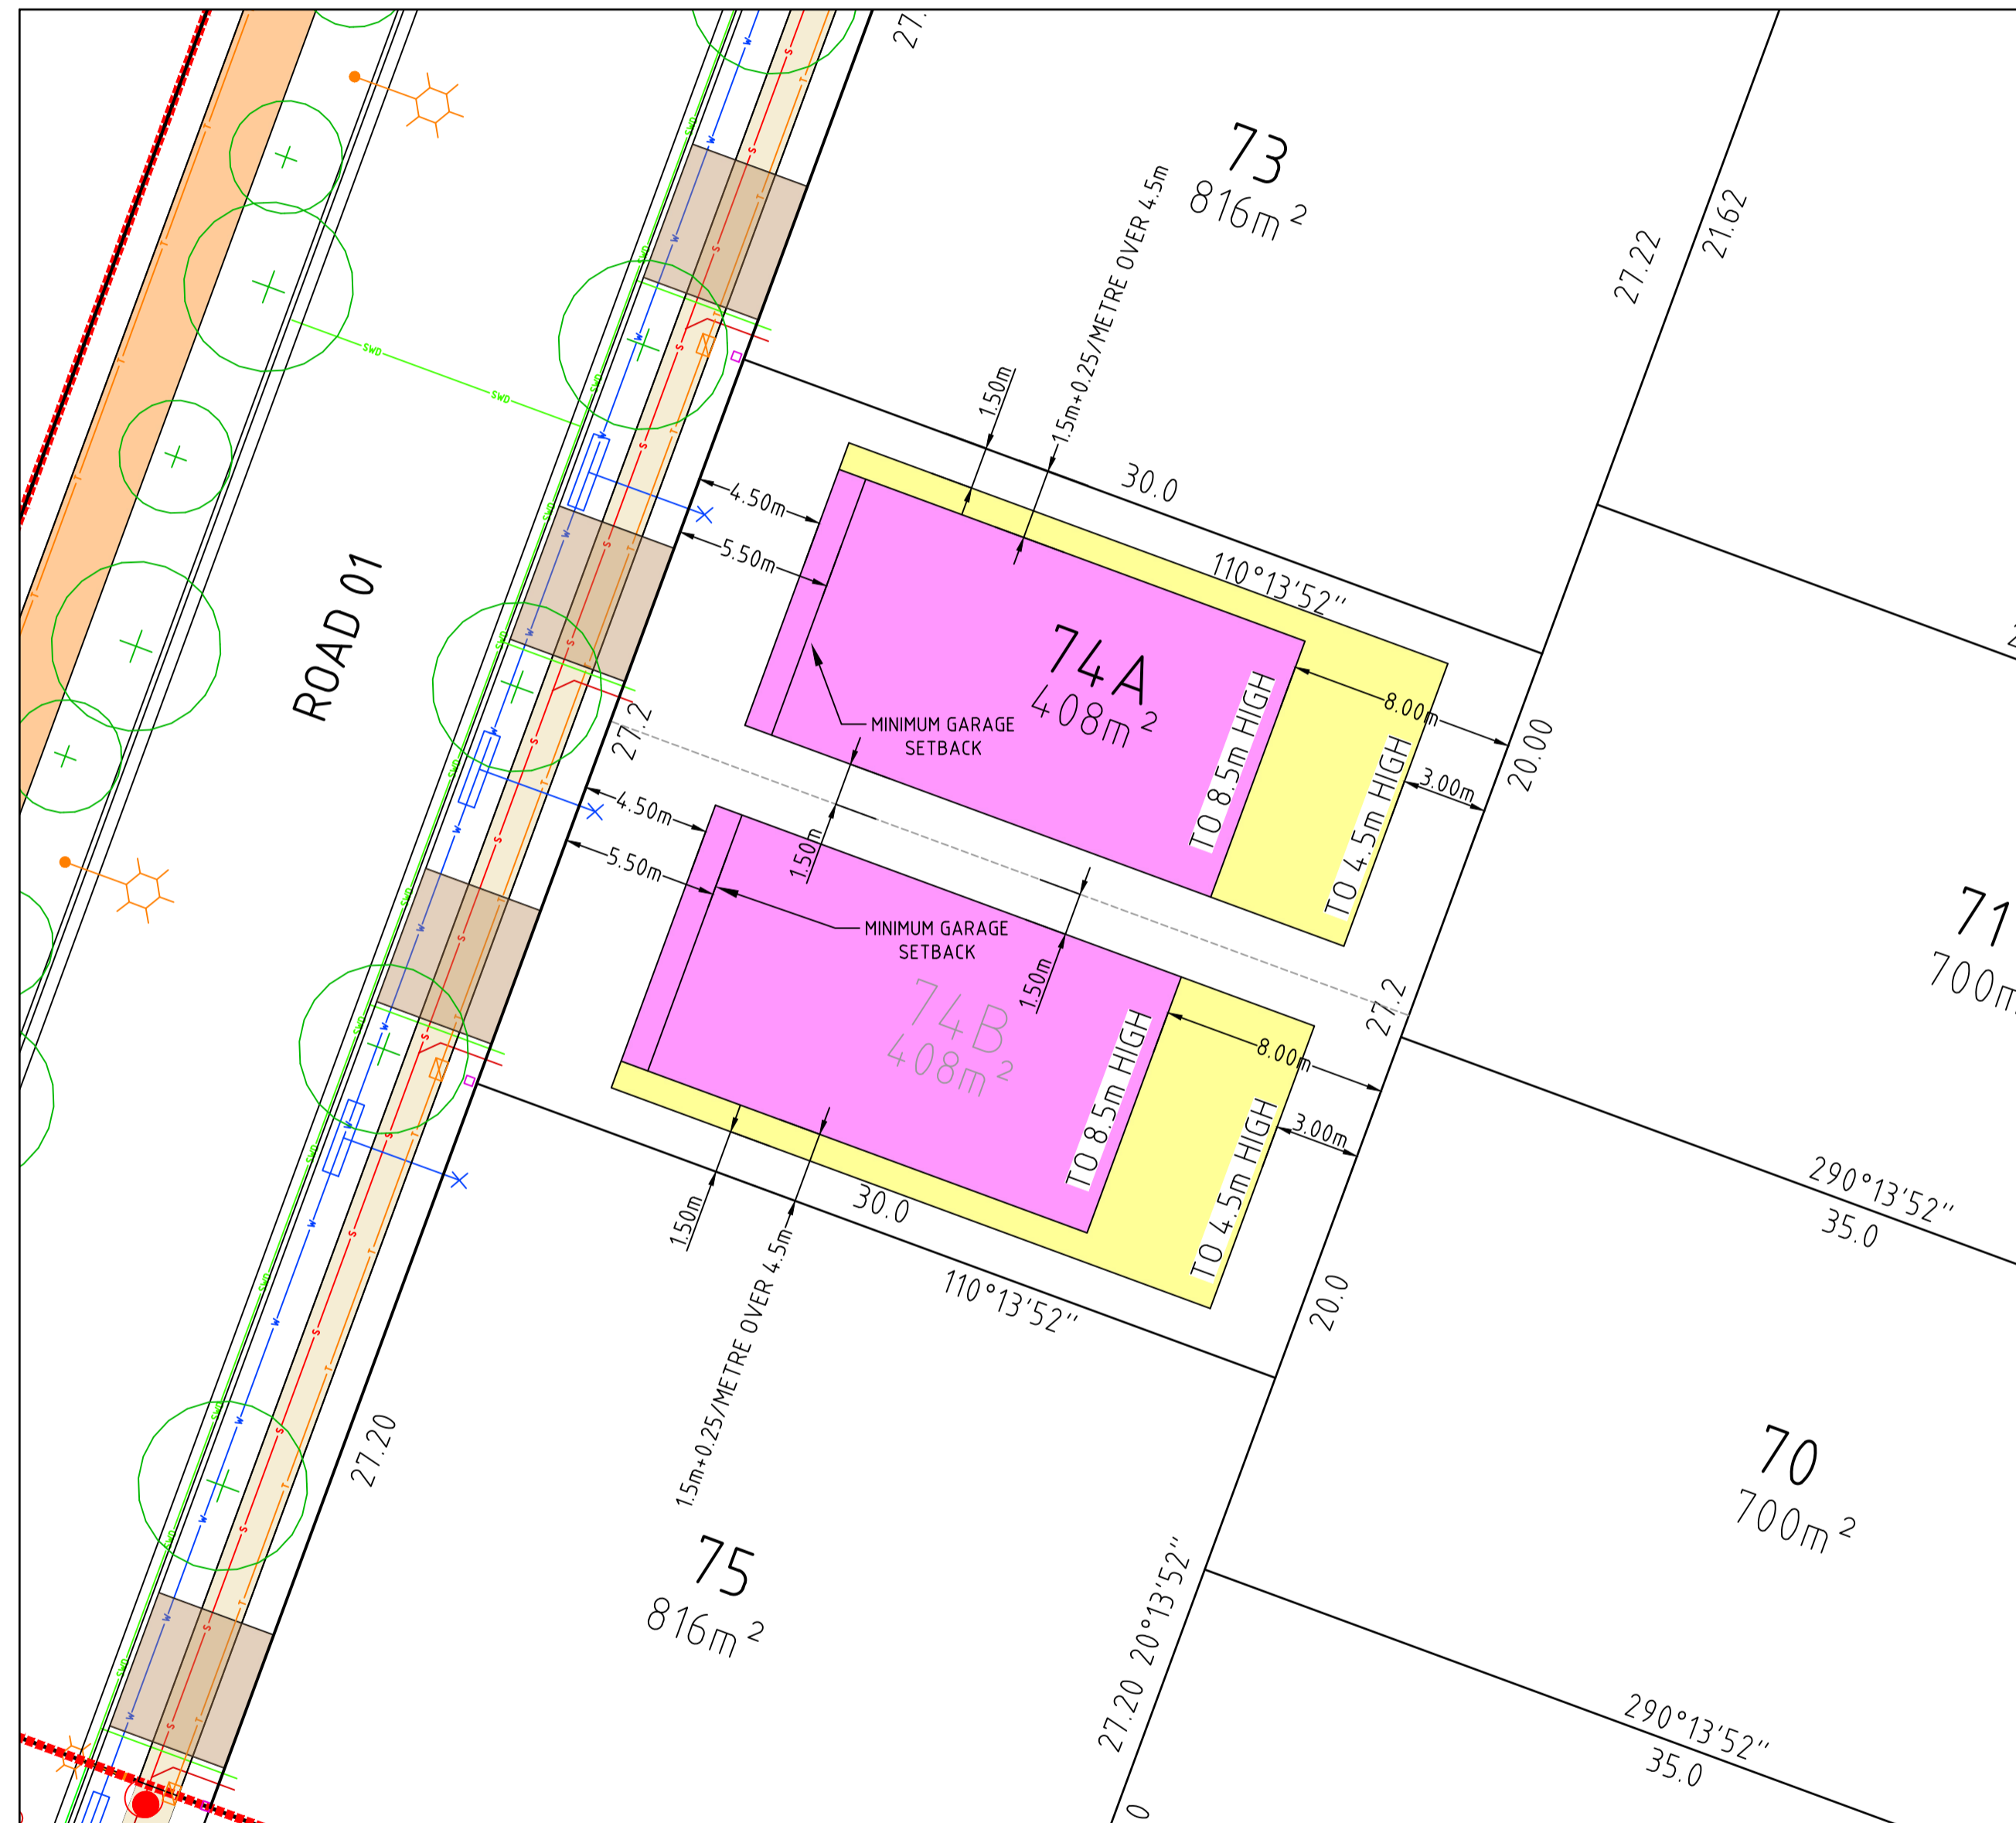 27.
73
816m²
21.62
27.22
1.50m
1.5m+0.25/METRE OVER 4.5m
30.0
110°13'52"
4.50m
5.50m
SWD
SWD
ROAD 01
74A
408m²
MINIMUM GARAGE
SETBACK
TO 8.5m HIGH
8.00m
TO 4.5m HIGH
3.00m
20.00
27.2
4.50m
5.50m
1.50m
MINIMUM GARAGE
SETBACK
1.50m
74B
408m²
TO 8.5m HIGH
8.00m
TO 4.5m HIGH
3.00m
27.2
71
700m
1.50m
1.5m+0.25/METRE OVER 4.5m
30.0
110°13'52"
20.0
290°13'52"
35.0
27.20
75
816m²
70
700m²
27.20 20°13'52"
290°13'52"
35.0
0